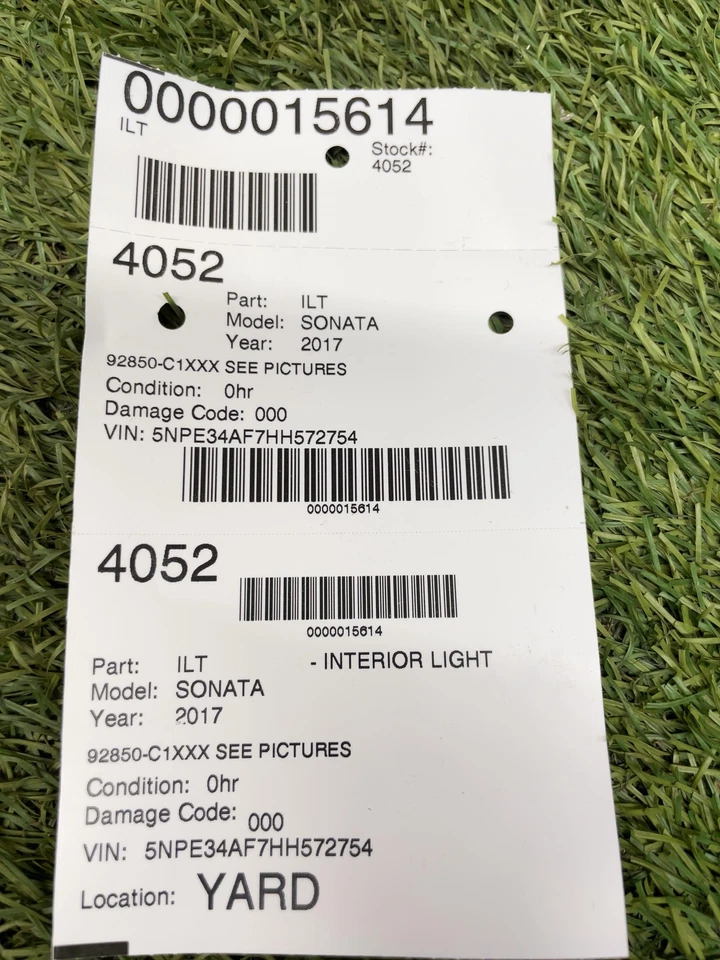 0000015614
ILT
Stock#:
4052
4052
Part: ILT
Model: SONATA
Year: 2017
92850-C1XXX SEE PICTURES
Condition: 0hr
Damage Code: 000
VIN: 5NPE34AF7HH572754
0000015614
4052
0000015614
Part: ILT - INTERIOR LIGHT
Model: SONATA
Year: 2017
92850-C1XXX SEE PICTURES
Condition: 0hr
Damage Code: 000
VIN: 5NPE34AF7HH572754
Location: YARD